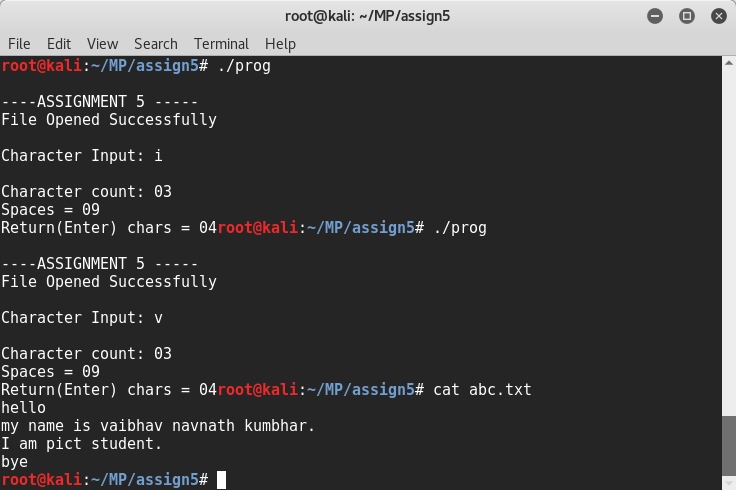 root@kali: ~/MP/assign5
File Edit View Search Terminal Help
root@kali:~/MP/assign5# ./prog
----ASSIGNMENT 5 -----
File Opened Successfully
Character Input: i
Character count: 03
Spaces = 09
Return(Enter) chars = 04root@kali:~/MP/assign5# ./prog
----ASSIGNMENT 5 -----
File Opened Successfully
Character Input: v
Character count: 03
Spaces = 09
Return(Enter) chars = 04root@kali:~/MP/assign5# cat abc.txt
hello
my name is vaibhav navnath kumbhar.
I am pict student.
bye
root@kali:~/MP/assign5#